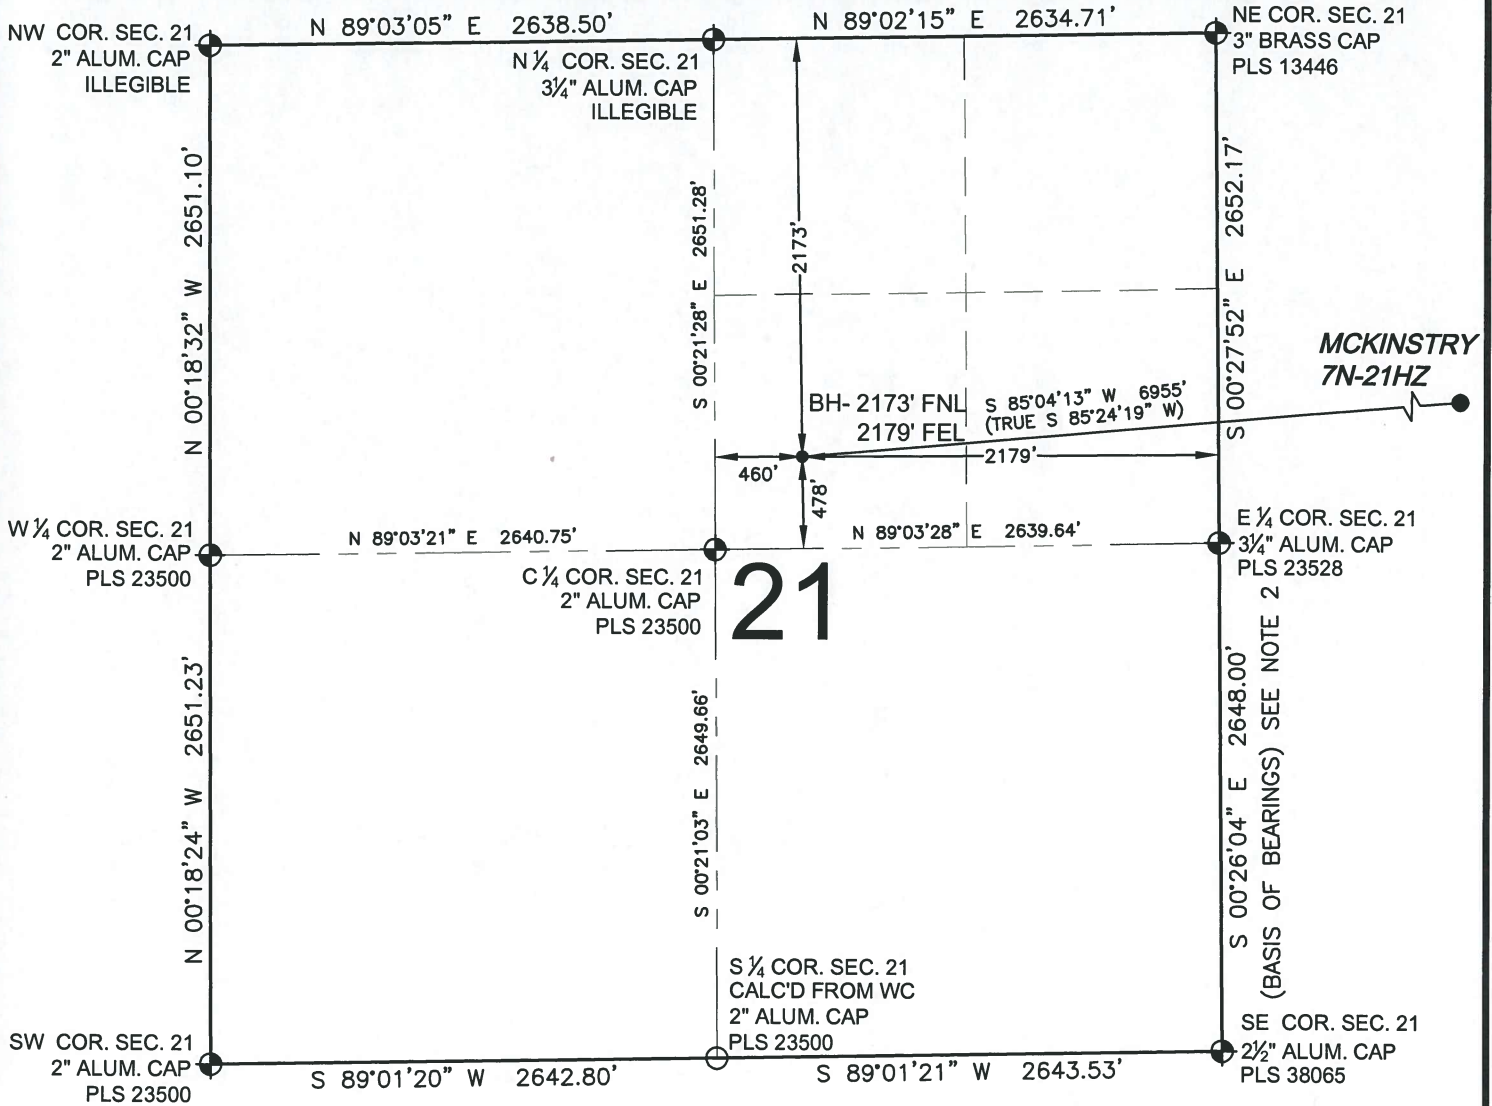 N 89°03'05" E 2638.50'
N 89°02'15" E 2634.71'
NW COR. SEC. 21
2" ALUM. CAP
ILLEGIBLE
N ¼ COR. SEC. 21
3¼" ALUM. CAP
ILLEGIBLE
NE COR. SEC. 21
3" BRASS CAP
PLS 13446
N 00°18'32" W 2651.10'
S 00°21'28" E 2651.28'
2173'
S 00°27'52" E 2652.17'
MCKINSTRY
7N-21HZ
BH- 2173' FNL
2179' FEL
S 85°04'13" W 6955'
(TRUE S 85°24'19" W)
460'
2179'
478'
W ¼ COR. SEC. 21
2" ALUM. CAP
PLS 23500
N 89°03'21" E 2640.75'
N 89°03'28" E 2639.64'
E ¼ COR. SEC. 21
3¼" ALUM. CAP
PLS 23528
C ¼ COR. SEC. 21
2" ALUM. CAP
PLS 23500
21
N 00°18'24" W 2651.23'
S 00°21'03" E 2649.66'
S 00°26'04" E 2648.00'
(BASIS OF BEARINGS) SEE NOTE 2
S ¼ COR. SEC. 21
CALC'D FROM WC
2" ALUM. CAP
PLS 23500
SW COR. SEC. 21
2" ALUM. CAP
PLS 23500
S 89°01'20" W 2642.80'
S 89°01'21" W 2643.53'
SE COR. SEC. 21
2½" ALUM. CAP
PLS 38065